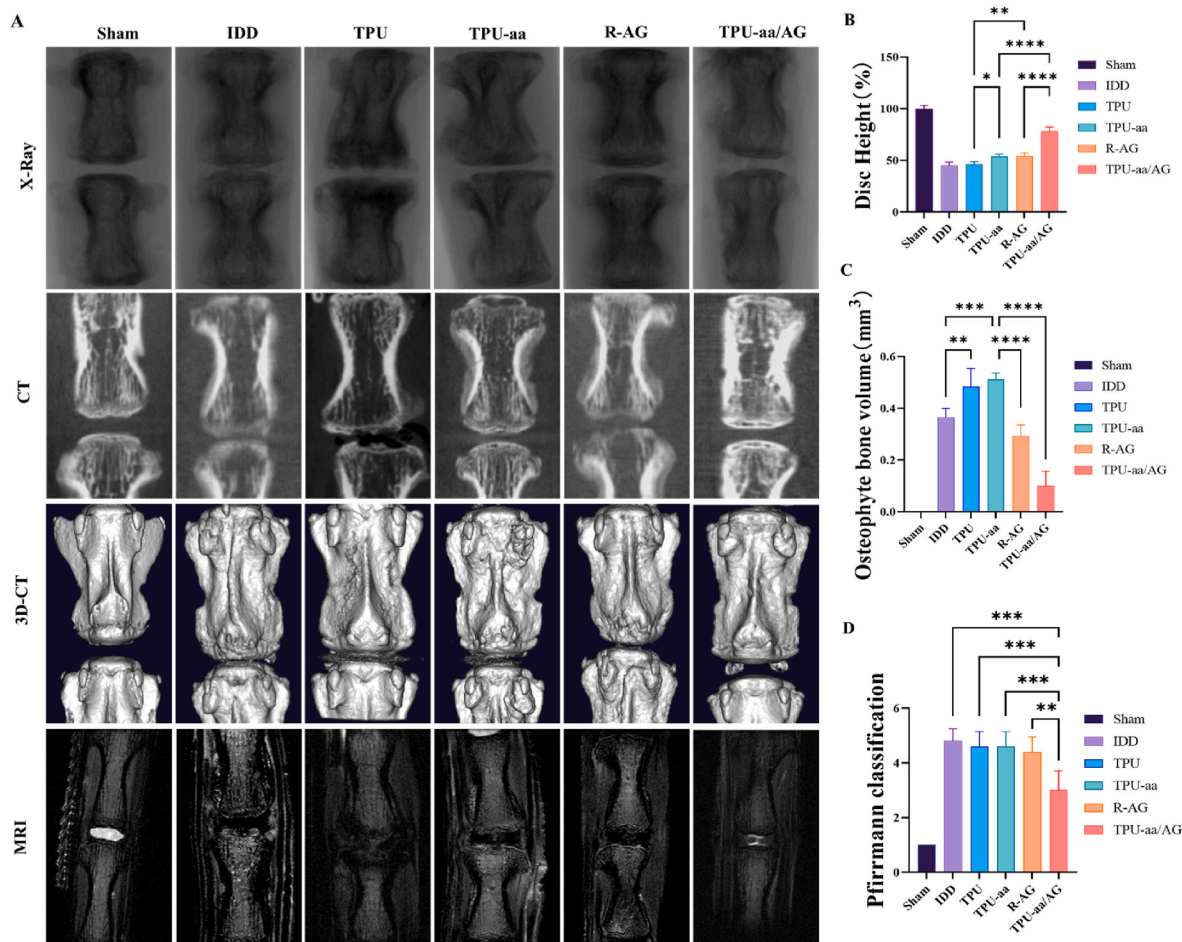 A
Sham IDD TPU TPU-aa R-AG TPU-aa/AG
X-Ray
CT
3D-CT
MRI
B
Disc Height(%)
150
100
50
0
**
****
* ****
Sham IDD TPU TPU-aa R-AG TPU-aa/AG
Sham
IDD
TPU
TPU-aa
R-AG
TPU-aa/AG
C
Osteophyte bone volume(mm³)
0.6
0.4
0.2
0.0
*** ****
** ****
Sham IDD TPU TPU-aa R-AG TPU-aa/AG
Sham
IDD
TPU
TPU-aa
R-AG
TPU-aa/AG
D
Pfirrmann classification
6
4
2
0
***
***
***
**
Sham IDD TPU TPU-aa R-AG TPU-aa/AG
Sham
IDD
TPU
TPU-aa
R-AG
TPU-aa/AG